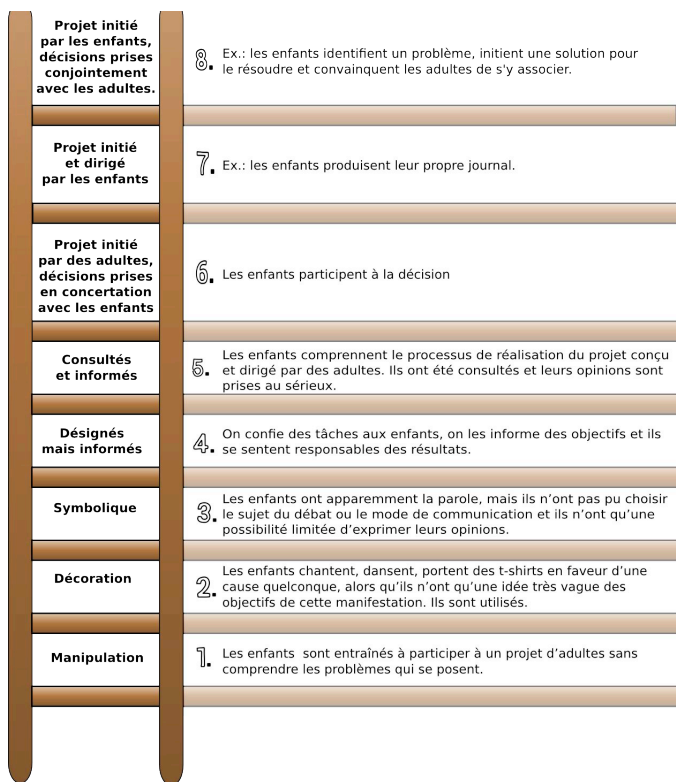 Projet initié
par les enfants,
décisions prises
conjointement
avec les adultes.
8. Ex.: les enfants identifient un problème, initient une solution pour
le résoudre et convainquent les adultes de s'y associer.
Projet initié
et dirigé
par les enfants
7. Ex.: les enfants produisent leur propre journal.
Projet initié
par des adultes,
décisions prises
en concertation
avec les enfants
6. Les enfants participent à la décision
Consultés
et informés
5. Les enfants comprennent le processus de réalisation du projet conçu
et dirigé par des adultes. Ils ont été consultés et leurs opinions sont
prises au sérieux.
Désignés
mais informés
4. On confie des tâches aux enfants, on les informe des objectifs et ils
se sentent responsables des résultats.
Symbolique
3. Les enfants ont apparemment la parole, mais ils n’ont pas pu choisir
le sujet du débat ou le mode de communication et ils n’ont qu’une
possibilité limitée d’exprimer leurs opinions.
Décoration
2. Les enfants chantent, dansent, portent des t-shirts en faveur d’une
cause quelconque, alors qu’ils n’ont qu’une idée très vague des
objectifs de cette manifestation. Ils sont utilisés.
Manipulation
1. Les enfants sont entraînés à participer à un projet d’adultes sans
comprendre les problèmes qui se posent.